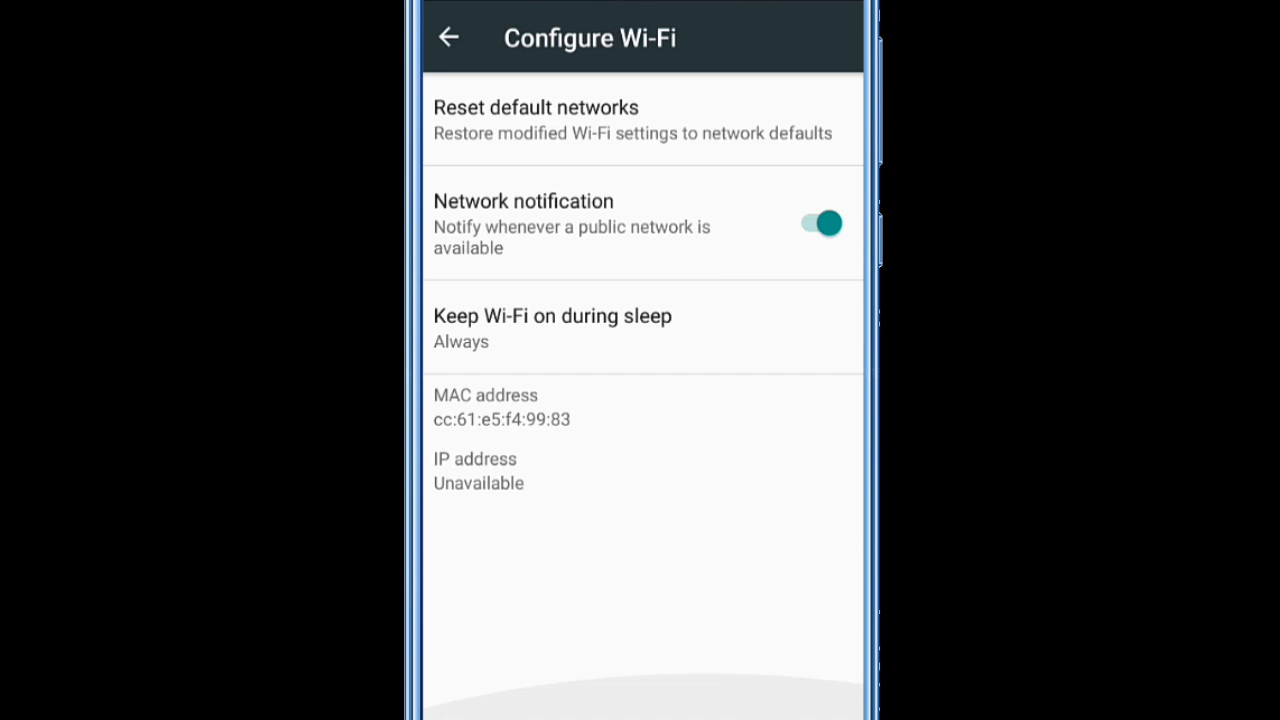 Configure Wi-Fi
Reset default networks
Restore modified Wi-Fi settings to network defaults
Network notification
Notify whenever a public network is
available
Keep Wi-Fi on during sleep
Always
MAC address
cc:61:e5:f4:99:83
IP address
Unavailable